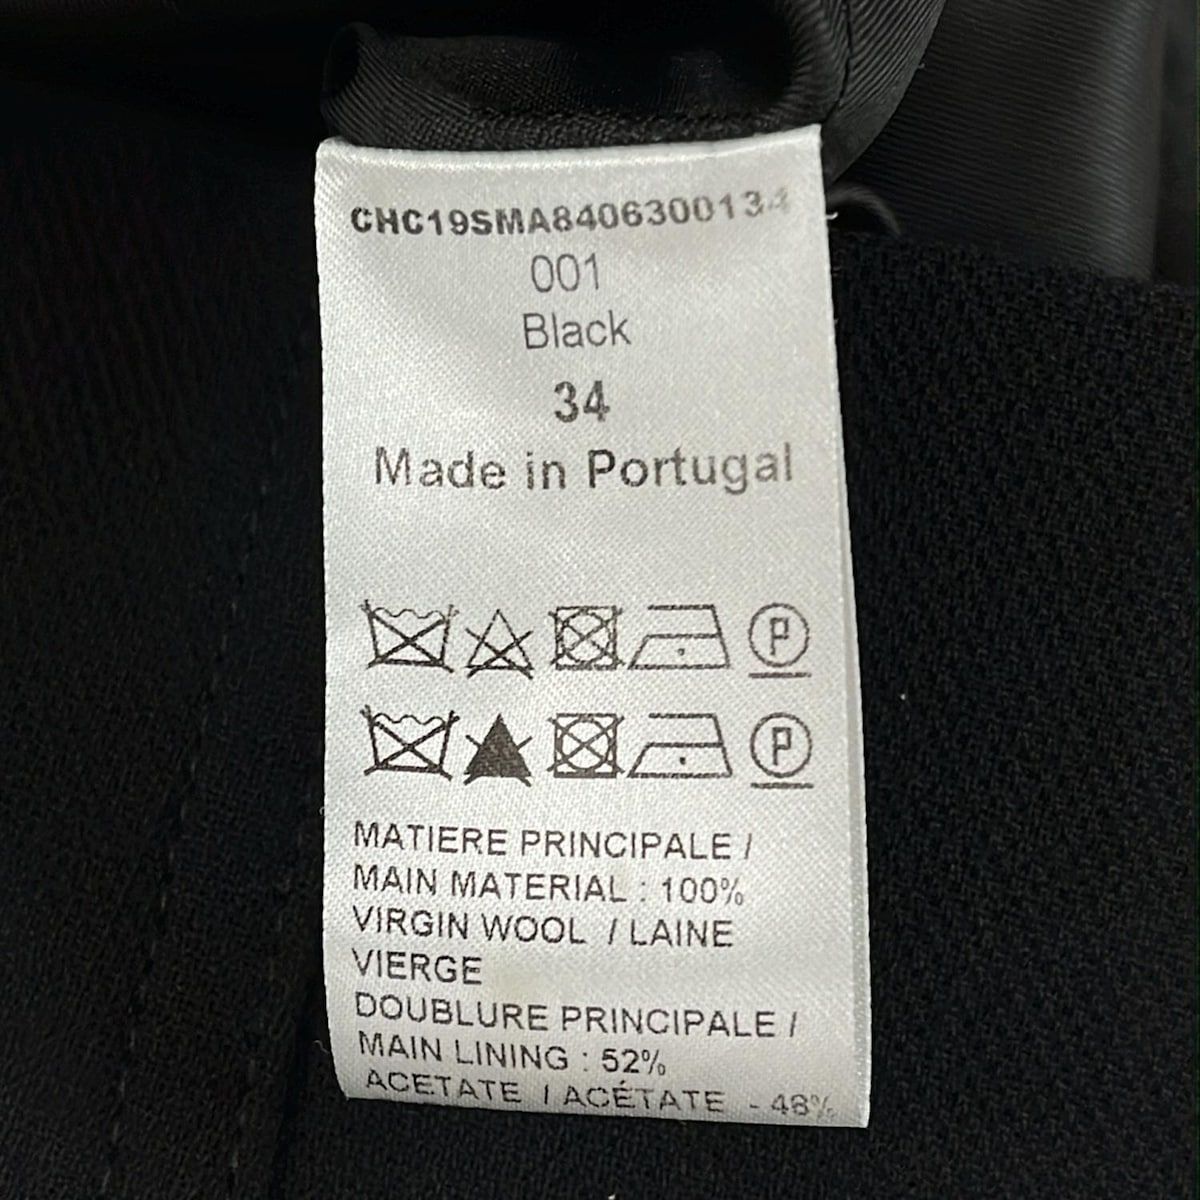 CHC19SMA8406300134
001
Black
34
Made in Portugal
P
P
MATIERE PRINCIPALE /
MAIN MATERIAL : 100%
VIRGIN WOOL / LAINE
VIERGE
DOUBLURE PRINCIPALE /
MAIN LINING : 52%
ACETATE / ACÉTATE - 48%